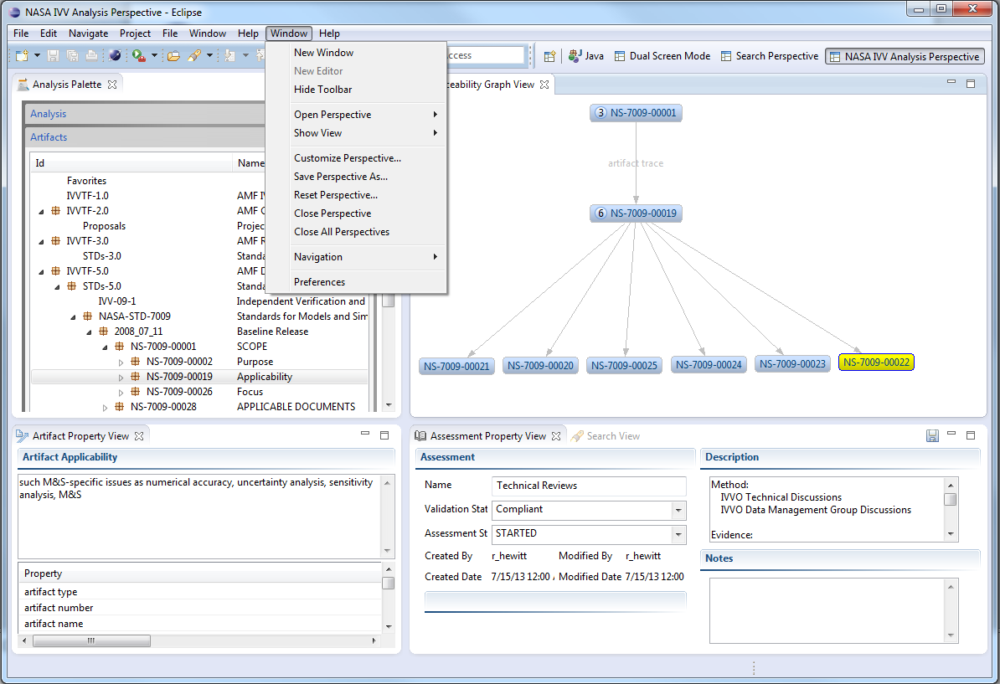 NASA IVV Analysis Perspective - Eclipse
File Edit Navigate Project File Window Help Window Help
ccess Java Dual Screen Mode Search Perspective NASA IVV Analysis Perspective
New Window
New Editor
Hide Toolbar
Open Perspective
Show View
Customize Perspective...
Save Perspective As...
Reset Perspective...
Close Perspective
Close All Perspectives
Navigation
Preferences
Analysis Palette
Analysis
Artifacts
Id Name
Favorites
IVVTF-1.0 AMF IV
IVVTF-2.0 AMF C
Proposals Projec
IVVTF-3.0 AMF R
STDs-3.0 Standa
IVVTF-5.0 AMF D
STDs-5.0 Standa
IVV-09-1 Independent Verification and
NASA-STD-7009 Standards for Models and Sim
2008_07_11 Baseline Release
NS-7009-00001 SCOPE
NS-7009-00002 Purpose
NS-7009-00019 Applicability
NS-7009-00026 Focus
NS-7009-00028 APPLICABLE DOCUMENTS
ceability Graph View
3 NS-7009-00001
artifact trace
6 NS-7009-00019
NS-7009-00021 NS-7009-00020 NS-7009-00025 NS-7009-00024 NS-7009-00023 NS-7009-00022
Artifact Property View
Artifact Applicability
such M&S-specific issues as numerical accuracy, uncertainty analysis, sensitivity
analysis, M&S
Property
artifact type
artifact number
artifact name
Assessment Property View Search View
Assessment
Name Technical Reviews
Validation Stat Compliant
Assessment St STARTED
Created By r_hewitt Modified By r_hewitt
Created Date 7/15/13 12:00 Modified Date 7/15/13 12:00
Description
Method:
IVVO Technical Discussions
IVVO Data Management Group Discussions
Evidence:
Notes